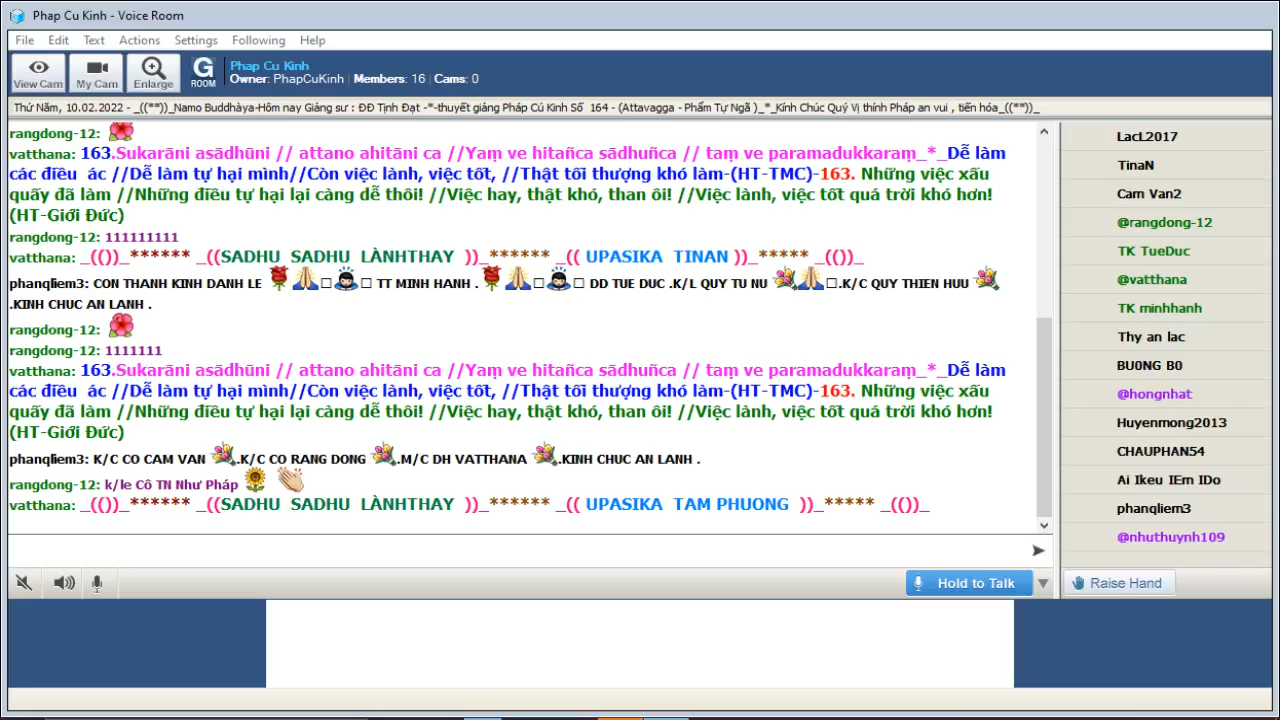 Phap Cu Kinh - Voice Room
File Edit Text Actions Settings Following Help
View Cam My Cam Enlarge G ROOM Phap Cu Kinh
Owner: PhapCuKinh | Members: 16 | Cams: 0
Thứ Năm, 10.02.2022 - _((**))_Namo Buddhàya-Hôm nay Giảng sư : ĐĐ Tịnh Đạt -*-thuyết giảng Pháp Cú Kinh Số 164 - (Attavagga - Phẩm Tự Ngã )_*_Kính Chúc Quý Vị thính Pháp an vui , tiến hóa_((**))_
rangdong-12:
vatthana: 163.Sukarāni asādhūni // attano ahitāni ca //Yaṃ ve hitañca sādhuñca // taṃ ve paramadukkaraṃ_*_Dễ làm
các điều ác //Dễ làm tự hại mình//Còn việc lành, việc tốt, //Thật tối thượng khó làm-(HT-TMC)-163. Những việc xấu
quấy đã làm //Những điều tự hại lại càng dễ thôi! //Việc hay, thật khó, than ôi! //Việc lành, việc tốt quá trời khó hơn!
(HT-Giới Đức)
rangdong-12: 111111111
vatthana: _(())_****** _((SADHU SADHU LÀNHTHAY ))_****** _(( UPASIKA TINAN ))_***** _(())_
phanqliem3: CON THANH KINH DANH LE □ □ TT MINH HANH . □ □ DD TUE DUC .K/L QUY TU NU □.K/C QUY THIEN HUU
.KINH CHUC AN LANH .
rangdong-12:
rangdong-12: 1111111
vatthana: 163.Sukarāni asādhūni // attano ahitāni ca //Yaṃ ve hitañca sādhuñca // taṃ ve paramadukkaraṃ_*_Dễ làm
các điều ác //Dễ làm tự hại mình//Còn việc lành, việc tốt, //Thật tối thượng khó làm-(HT-TMC)-163. Những việc xấu
quấy đã làm //Những điều tự hại lại càng dễ thôi! //Việc hay, thật khó, than ôi! //Việc lành, việc tốt quá trời khó hơn!
(HT-Giới Đức)
phanqliem3: K/C CO CAM VAN .K/C CO RANG DONG .M/C DH VATTHANA .KINH CHUC AN LANH .
rangdong-12: k/le Cô TN Như Pháp
vatthana: _(())_****** _((SADHU SADHU LÀNHTHAY ))_****** _(( UPASIKA TAM PHUONG ))_***** _(())_
LacL2017
TinaN
Cam Van2
@rangdong-12
TK TueDuc
@vatthana
TK minhhanh
Thy an lac
BU0NG B0
@hongnhat
Huyenmong2013
CHAUPHAN54
Ai Ikeu IEm IDo
phanqliem3
@nhuthuynh109
Hold to Talk
Raise Hand